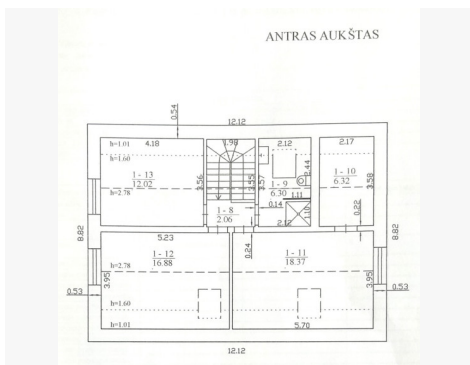 ANTRAS AUKŠTAS
0.54
12.12
h=1.01
4.18
1.98
2.12
2.17
h=1.60
1 - 13
12.02
3.56
3.55
3.57
2.44
1 - 10
6.32
3.58
h=2.78
1 - 9
6.30
1.11
0.14
1 - 8
2.06
1.10
2.12
0.22
8.82
8.82
5.23
0.24
1 - 12
16.88
1 - 11
18.37
h=2.78
3.95
3.95
0.53
0.53
h=1.60
h=1.01
5.70
12.12